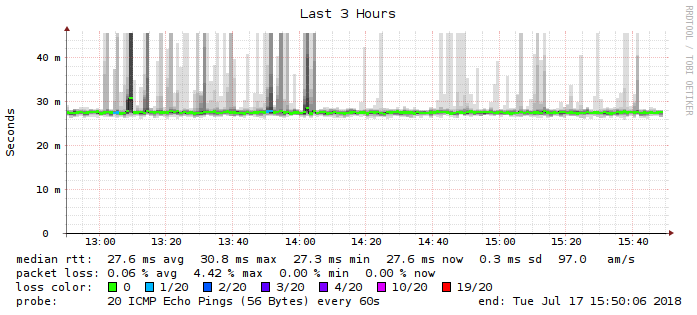 Last 3 Hours
RRDTOOL / TOBI OETIKER
Seconds
40 m
30 m
20 m
10 m
0
13:00 13:20 13:40 14:00 14:20 14:40 15:00 15:20 15:40
median rtt: 27.6 ms avg 30.8 ms max 27.3 ms min 27.6 ms now 0.3 ms sd 97.0 am/s
packet loss: 0.06 % avg 4.42 % max 0.00 % min 0.00 % now
loss color: 0 1/20 2/20 3/20 4/20 10/20 19/20
probe: 20 ICMP Echo Pings (56 Bytes) every 60s end: Tue Jul 17 15:50:06 2018